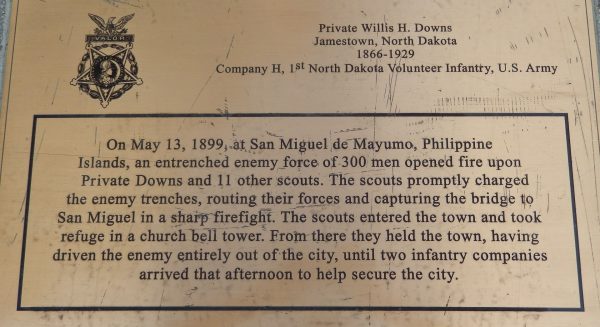 VALOR
Private Willis H. Downs
Jamestown, North Dakota
1866-1929
Company H, 1st North Dakota Volunteer Infantry, U.S. Army
On May 13, 1899, at San Miguel de Mayumo, Philippine
Islands, an entrenched enemy force of 300 men opened fire upon
Private Downs and 11 other scouts. The scouts promptly charged
the enemy trenches, routing their forces and capturing the bridge to
San Miguel in a sharp firefight. The scouts entered the town and took
refuge in a church bell tower. From there they held the town, having
driven the enemy entirely out of the city, until two infantry companies
arrived that afternoon to help secure the city.